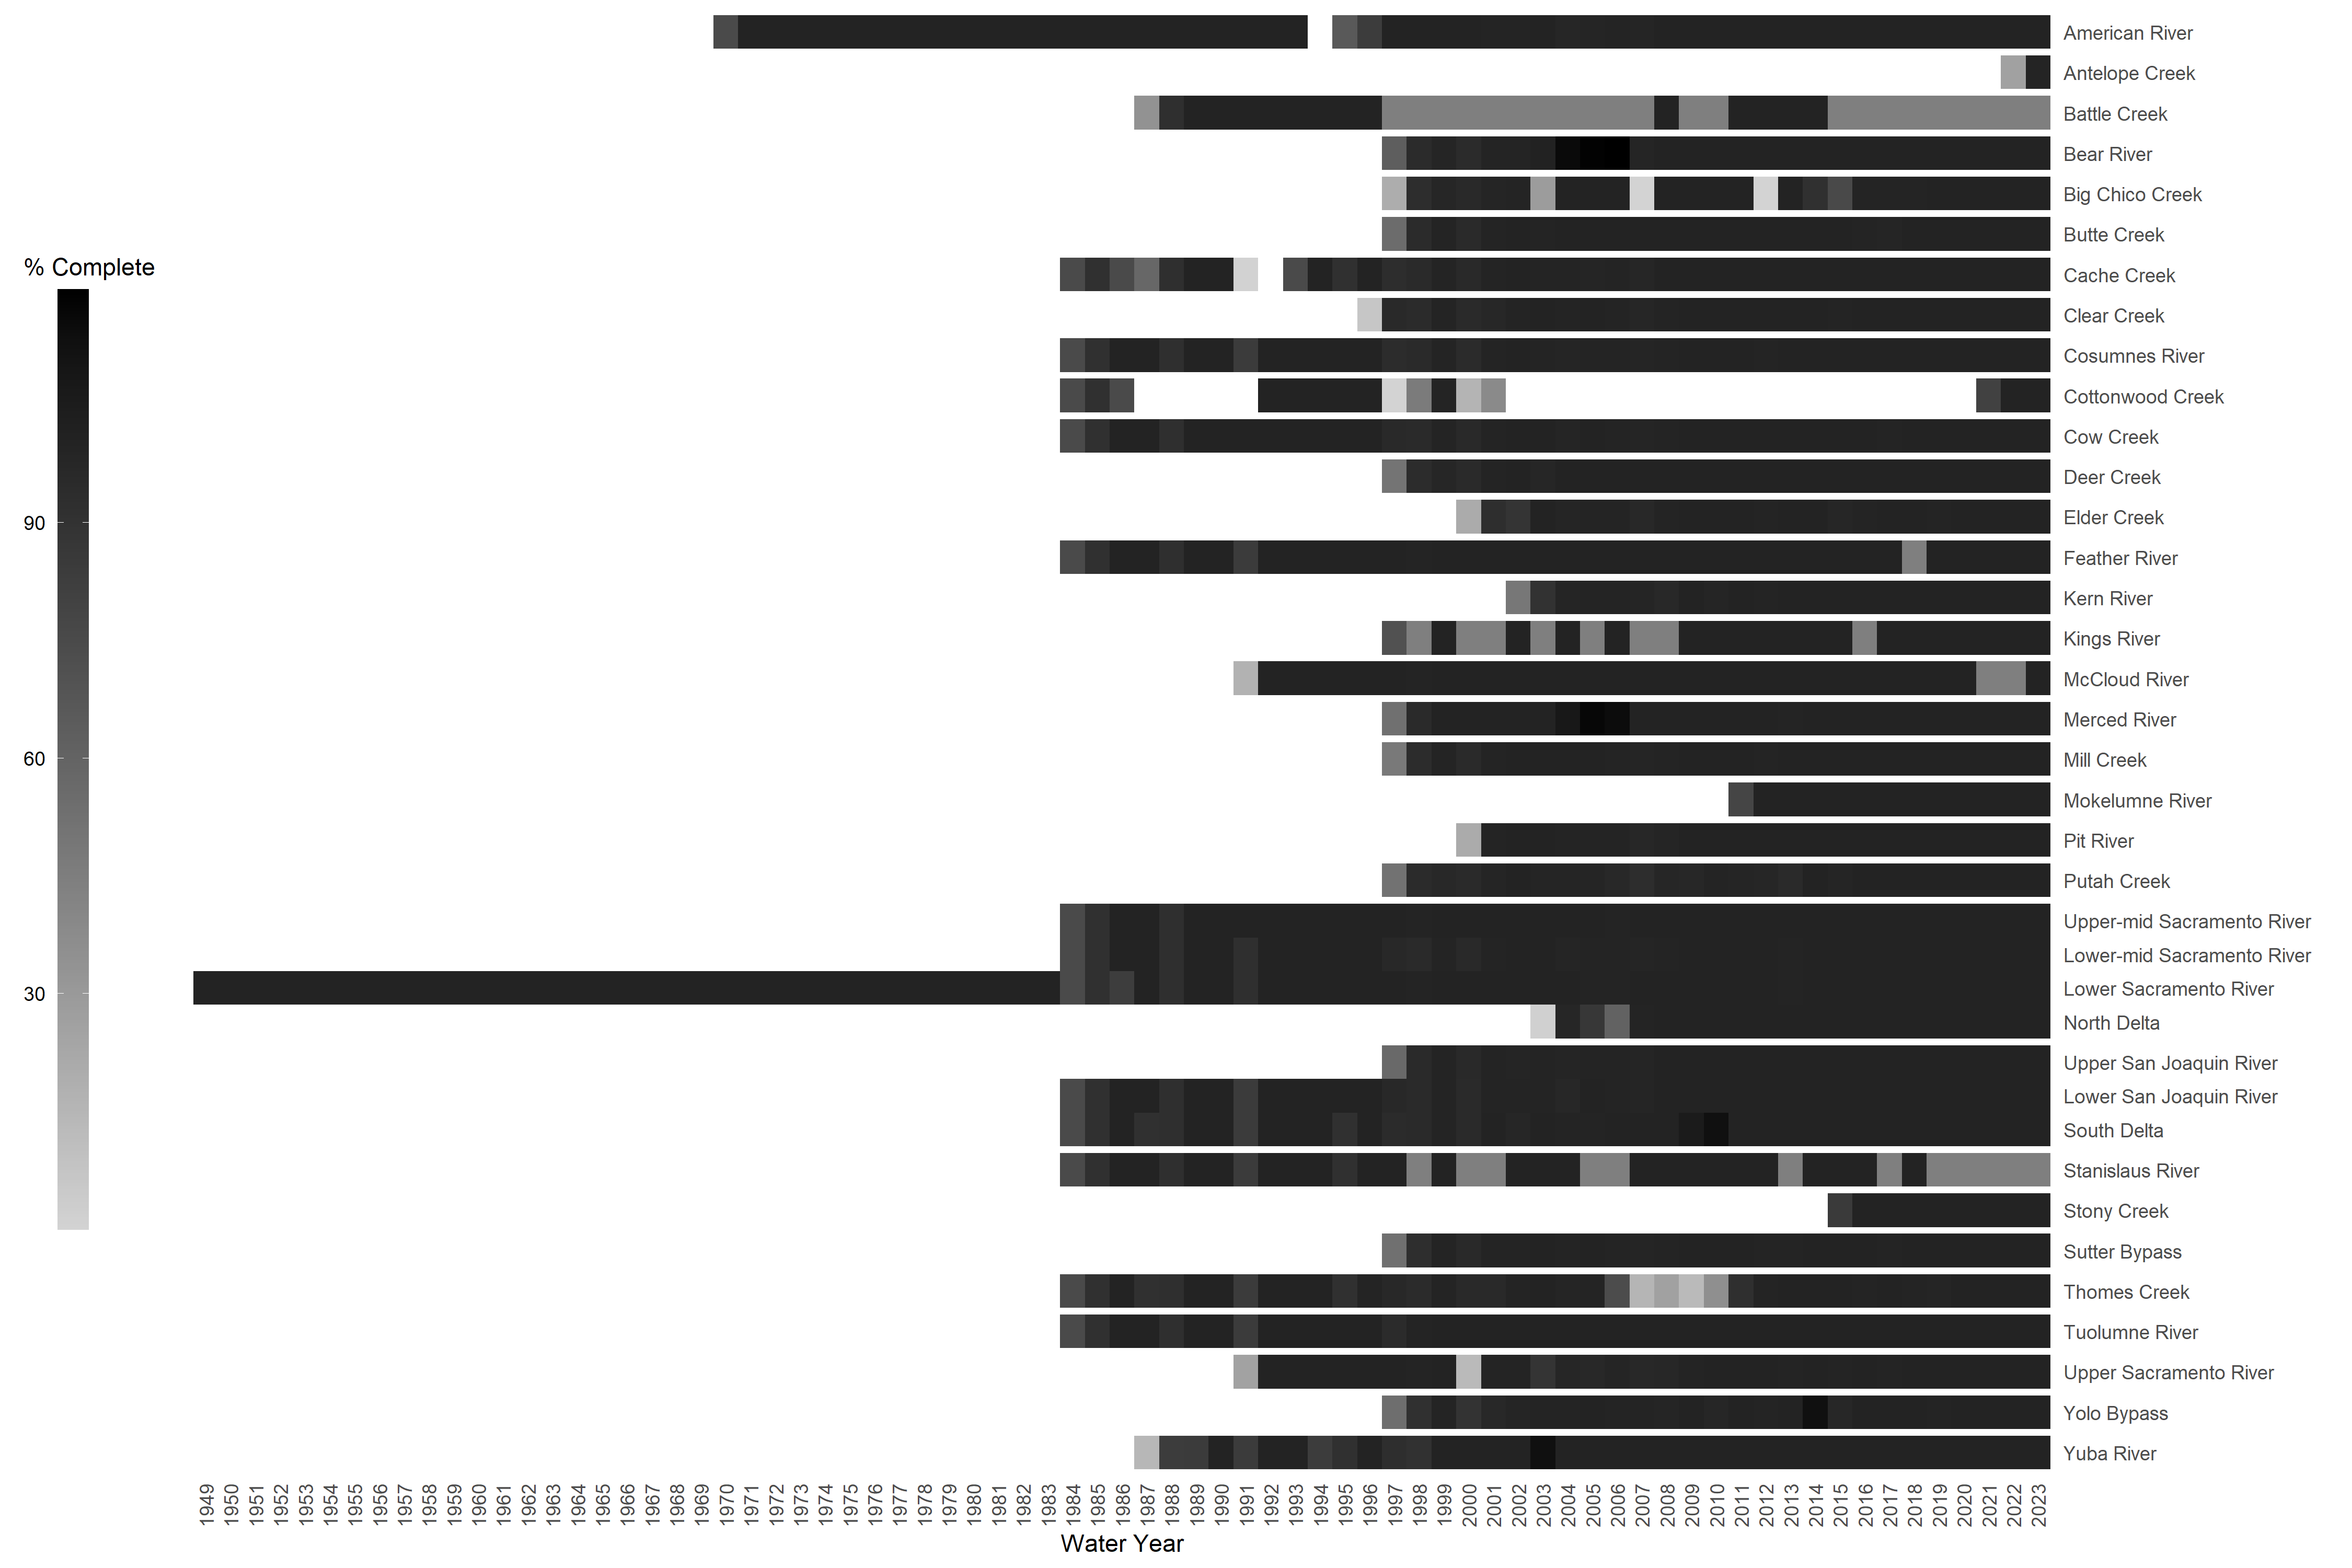 American River
Antelope Creek
Battle Creek
Bear River
Big Chico Creek
Butte Creek
% Complete
Cache Creek
Clear Creek
Cosumnes River
Cottonwood Creek
Cow Creek
Deer Creek
90
Elder Creek
Feather River
Kern River
Kings River
McCloud River
Merced River
60
Mill Creek
Mokelumne River
Pit River
Putah Creek
Upper-mid Sacramento River
Lower-mid Sacramento River
30
Lower Sacramento River
North Delta
Upper San Joaquin River
Lower San Joaquin River
South Delta
Stanislaus River
Stony Creek
Sutter Bypass
Thomes Creek
Tuolumne River
Upper Sacramento River
Yolo Bypass
Yuba River
1949 1950 1951 1952 1953 1954 1955 1956 1957 1958 1959 1960 1961 1962 1963 1964 1965 1966 1967 1968 1969 1970 1971 1972 1973 1974 1975 1976 1977 1978 1979 1980 1981 1982 1983 1984 1985 1986 1987 1988 1989 1990 1991 1992 1993 1994 1995 1996 1997 1998 1999 2000 2001 2002 2003 2004 2005 2006 2007 2008 2009 2010 2011 2012 2013 2014 2015 2016 2017 2018 2019 2020 2021 2022 2023
Water Year